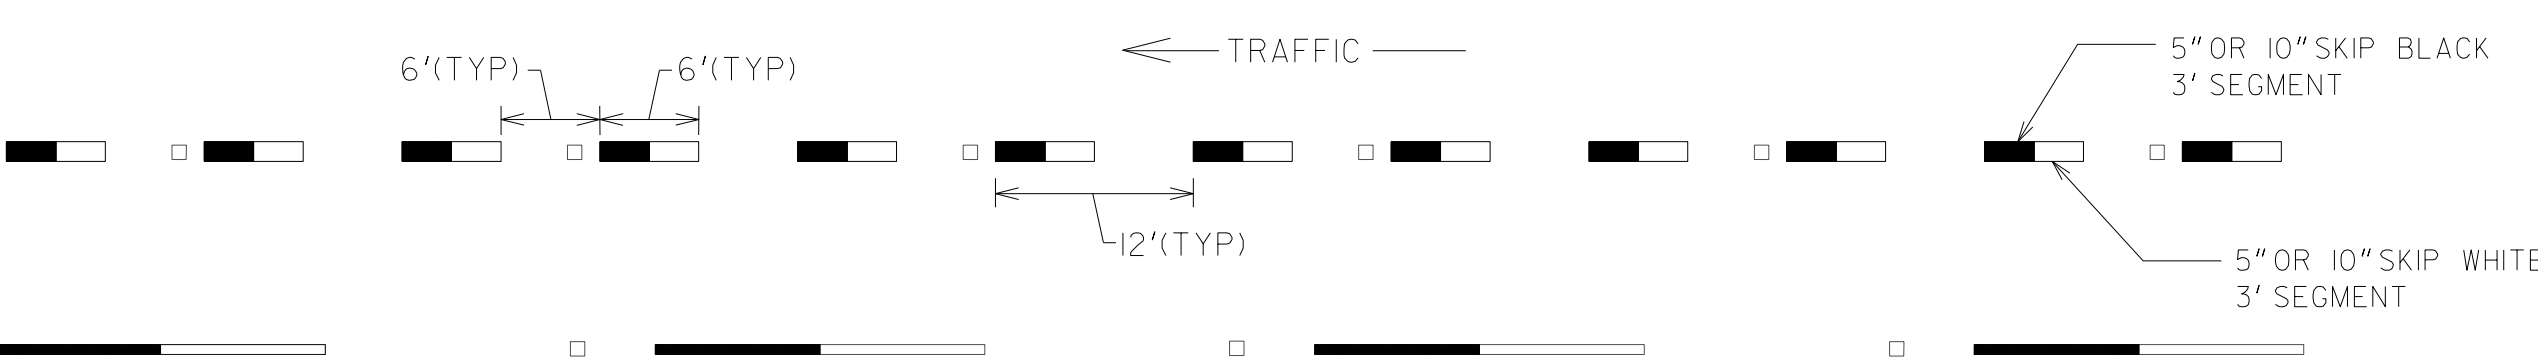 TRAFFIC
5" OR 10" SKIP BLACK
3' SEGMENT
6'(TYP)
6'(TYP)
12'(TYP)
5" OR 10" SKIP WHITE
3' SEGMENT